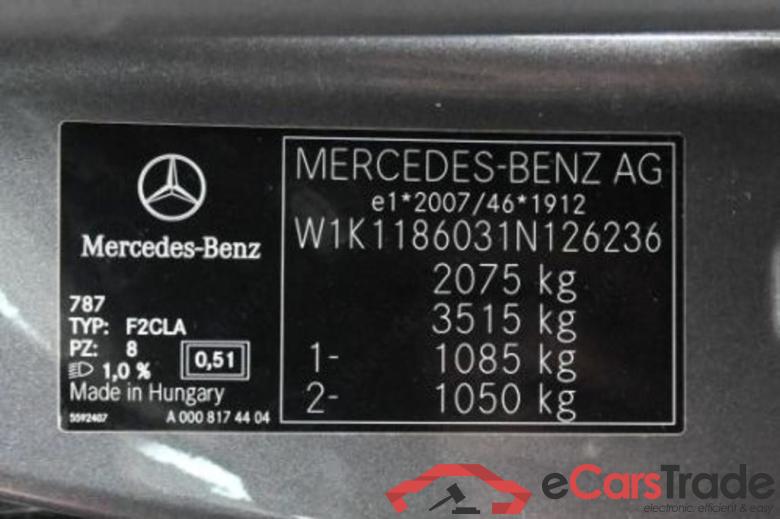 Mercedes-Benz
787
TYP: F2CLA
PZ: 8
1,0 %
0,51
Made in Hungary
5592407
A 000 817 44 04
MERCEDES-BENZ AG
e1*2007/46*1912
W1K1186031N126236
2075 kg
3515 kg
1- 1085 kg
2- 1050 kg
eCarsTrade
electronic, efficient & easy